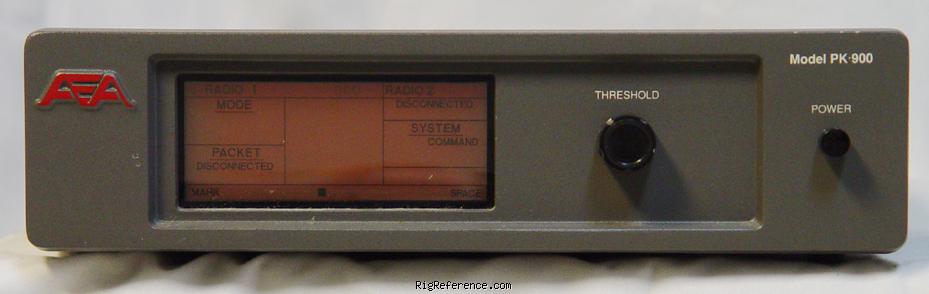 AEA
Model PK-900
RADIO 1
DCD
RADIO 2
MODE
DISCONNECTED
SYSTEM
COMMAND
PACKET
DISCONNECTED
MARK
SPACE
THRESHOLD
POWER
RigReference.com